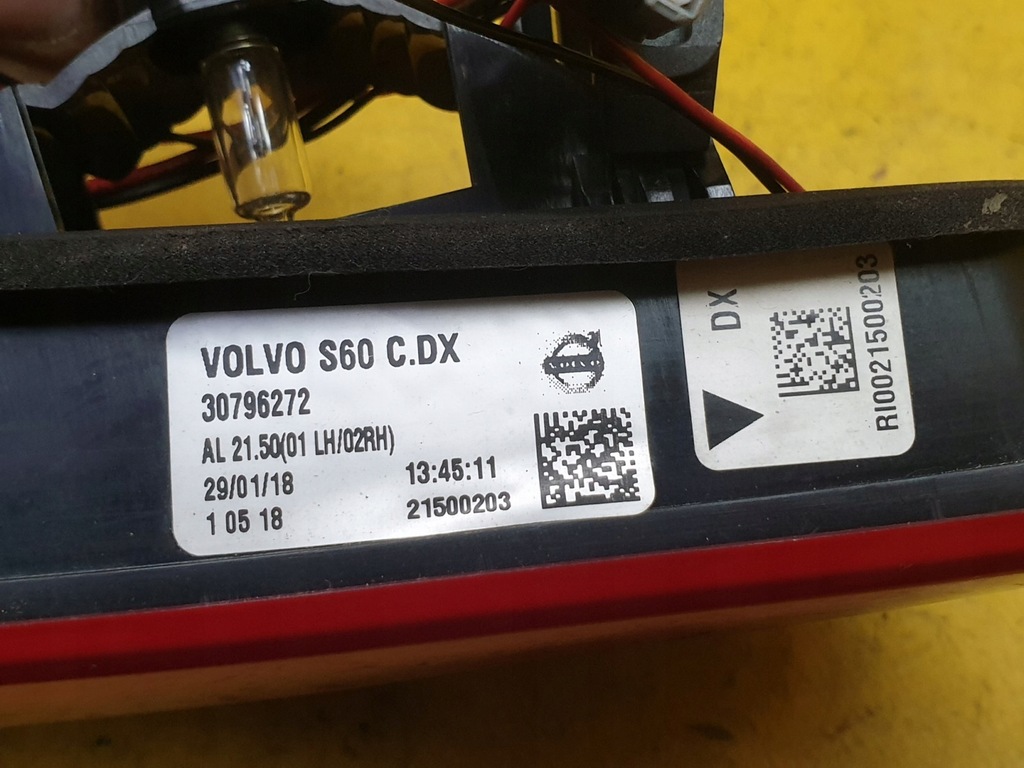 VOLVO S60 C.DX
30796272
AL 21.50(01 LH/02RH)
29/01/18
13:45:11
1 05 18
21500203
VOLVO
DX
RI0021500203